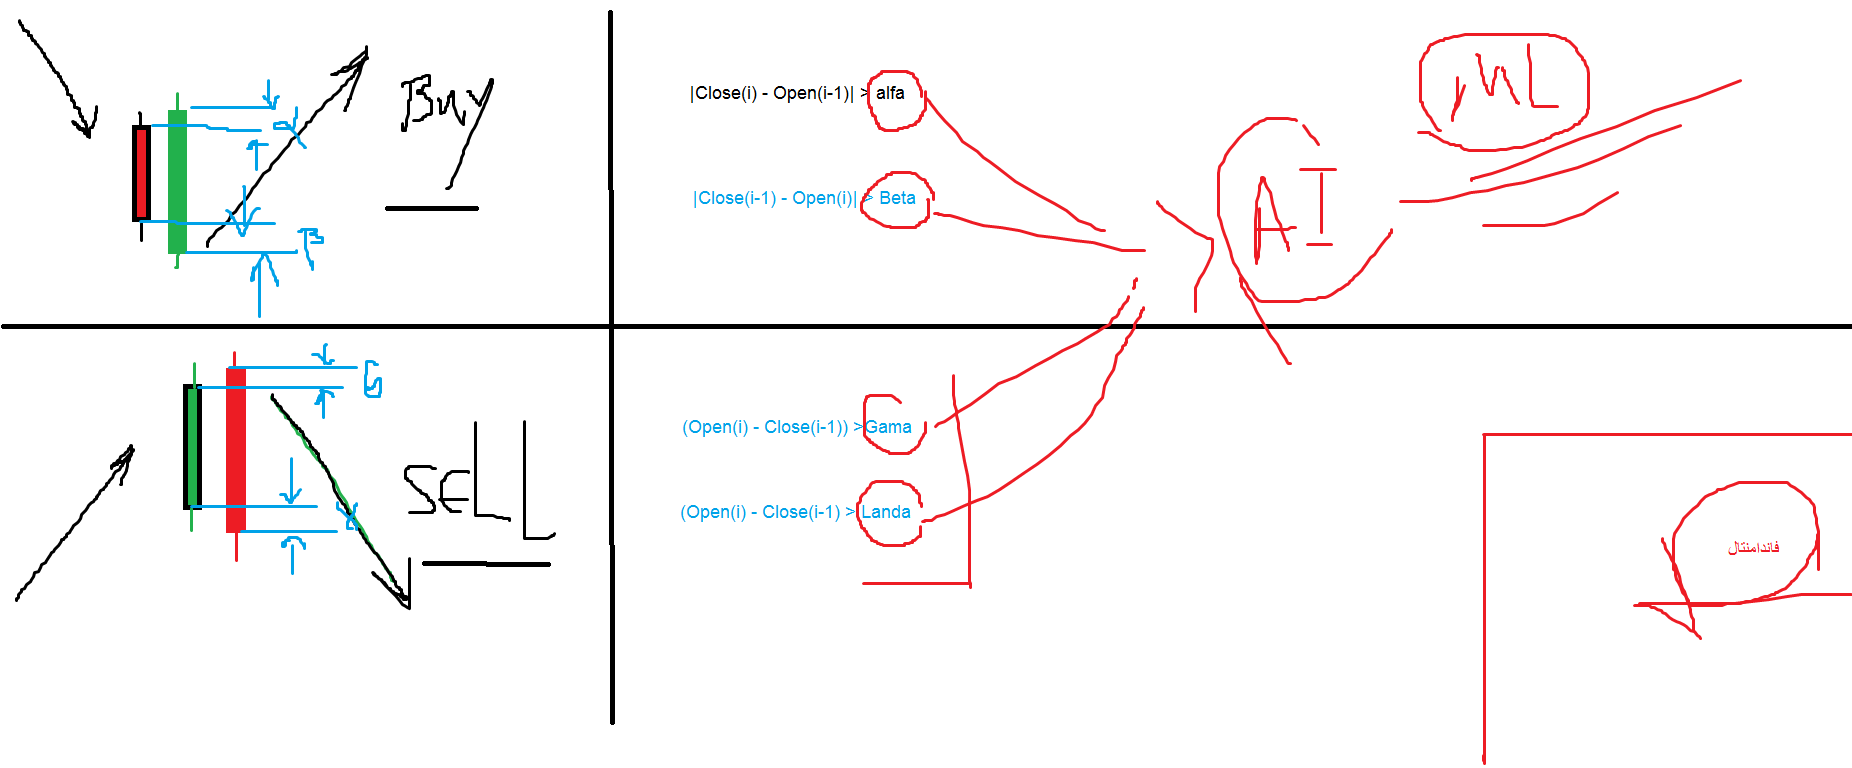 Buy
|Close(i) - Open(i-1)| > alfa
|Close(i-1) - Open(i)| > Beta
B
AI
ML
G
SELL
(Open(i) - Close(i-1)) >Gama
(Open(i) - Close(i-1) > Landa
فاندامنتال